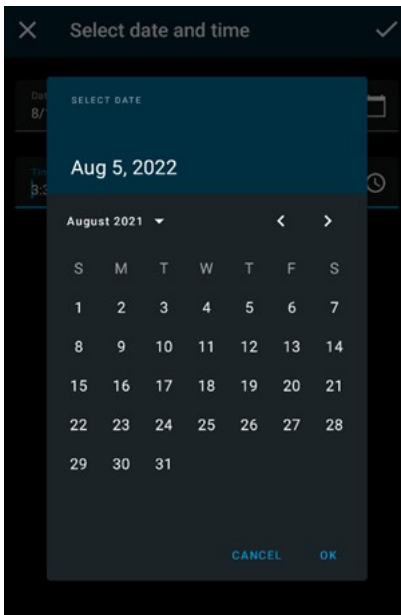 Select date and time
SELECT DATE
Aug 5, 2022
August 2021
S M T W T F S
1 2 3 4 5 6 7
8 9 10 11 12 13 14
15 16 17 18 19 20 21
22 23 24 25 26 27 28
29 30 31
CANCEL OK